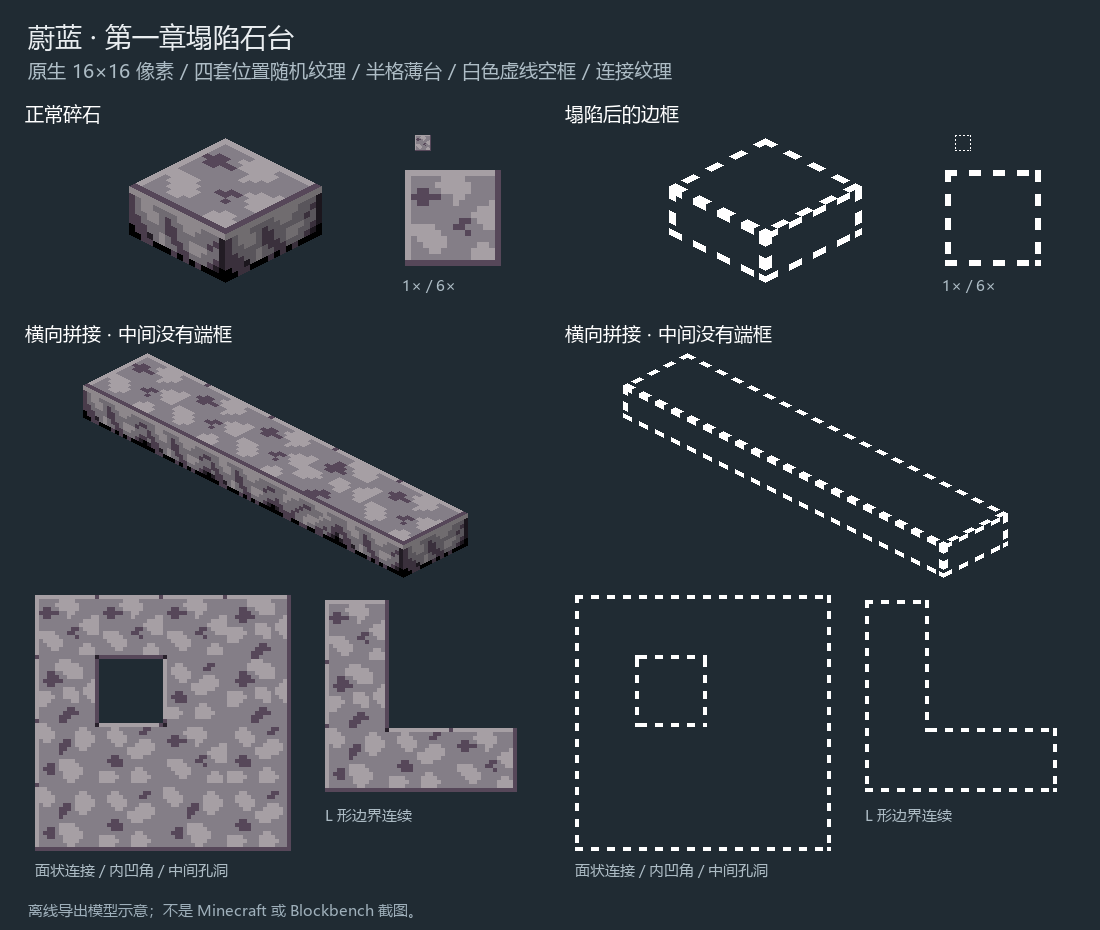 蔚蓝 · 第一章塌陷石台
原生 16×16 像素 / 四套位置随机纹理 / 半格薄台 / 白色虚线空框 / 连接纹理
正常碎石
塌陷后的边框
1× / 6×
1× / 6×
横向拼接 · 中间没有端框
横向拼接 · 中间没有端框
L 形边界连续
L 形边界连续
面状连接 / 内凹角 / 中间孔洞
面状连接 / 内凹角 / 中间孔洞
离线导出模型示意；不是 Minecraft 或 Blockbench 截图。